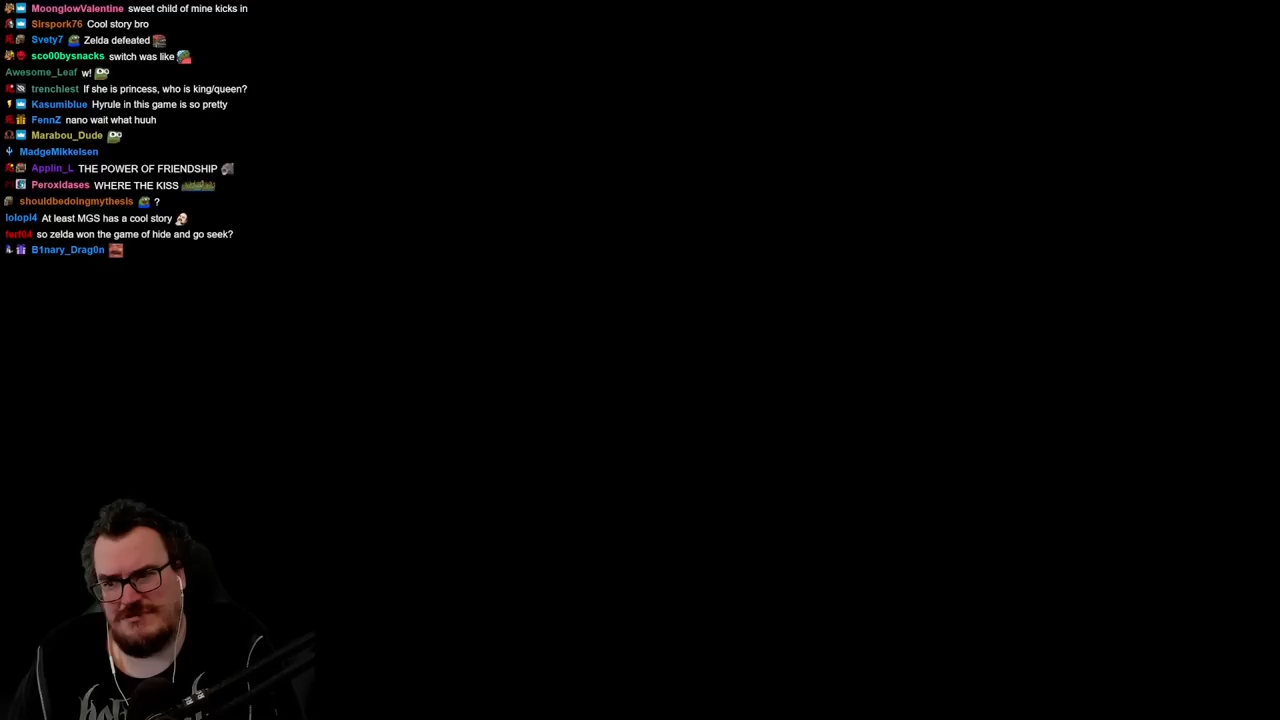 MoonglowValentine sweet child of mine kicks in
Sirspork76 Cool story bro
Svety7 Zelda defeated
sco00bysnacks switch was like
Awesome_Leaf w!
trenchiest If she is princess, who is king/queen?
Kasumiblue Hyrule in this game is so pretty
FennZ nano wait what huuh
Marabou_Dude
MadgeMikkelsen
Applin_L THE POWER OF FRIENDSHIP
Peroxidases WHERE THE KISS
shouldbedoingmythesis ?
lolopl4 At least MGS has a cool story
ferf04 so zelda won the game of hide and go seek?
B1nary_Drag0n